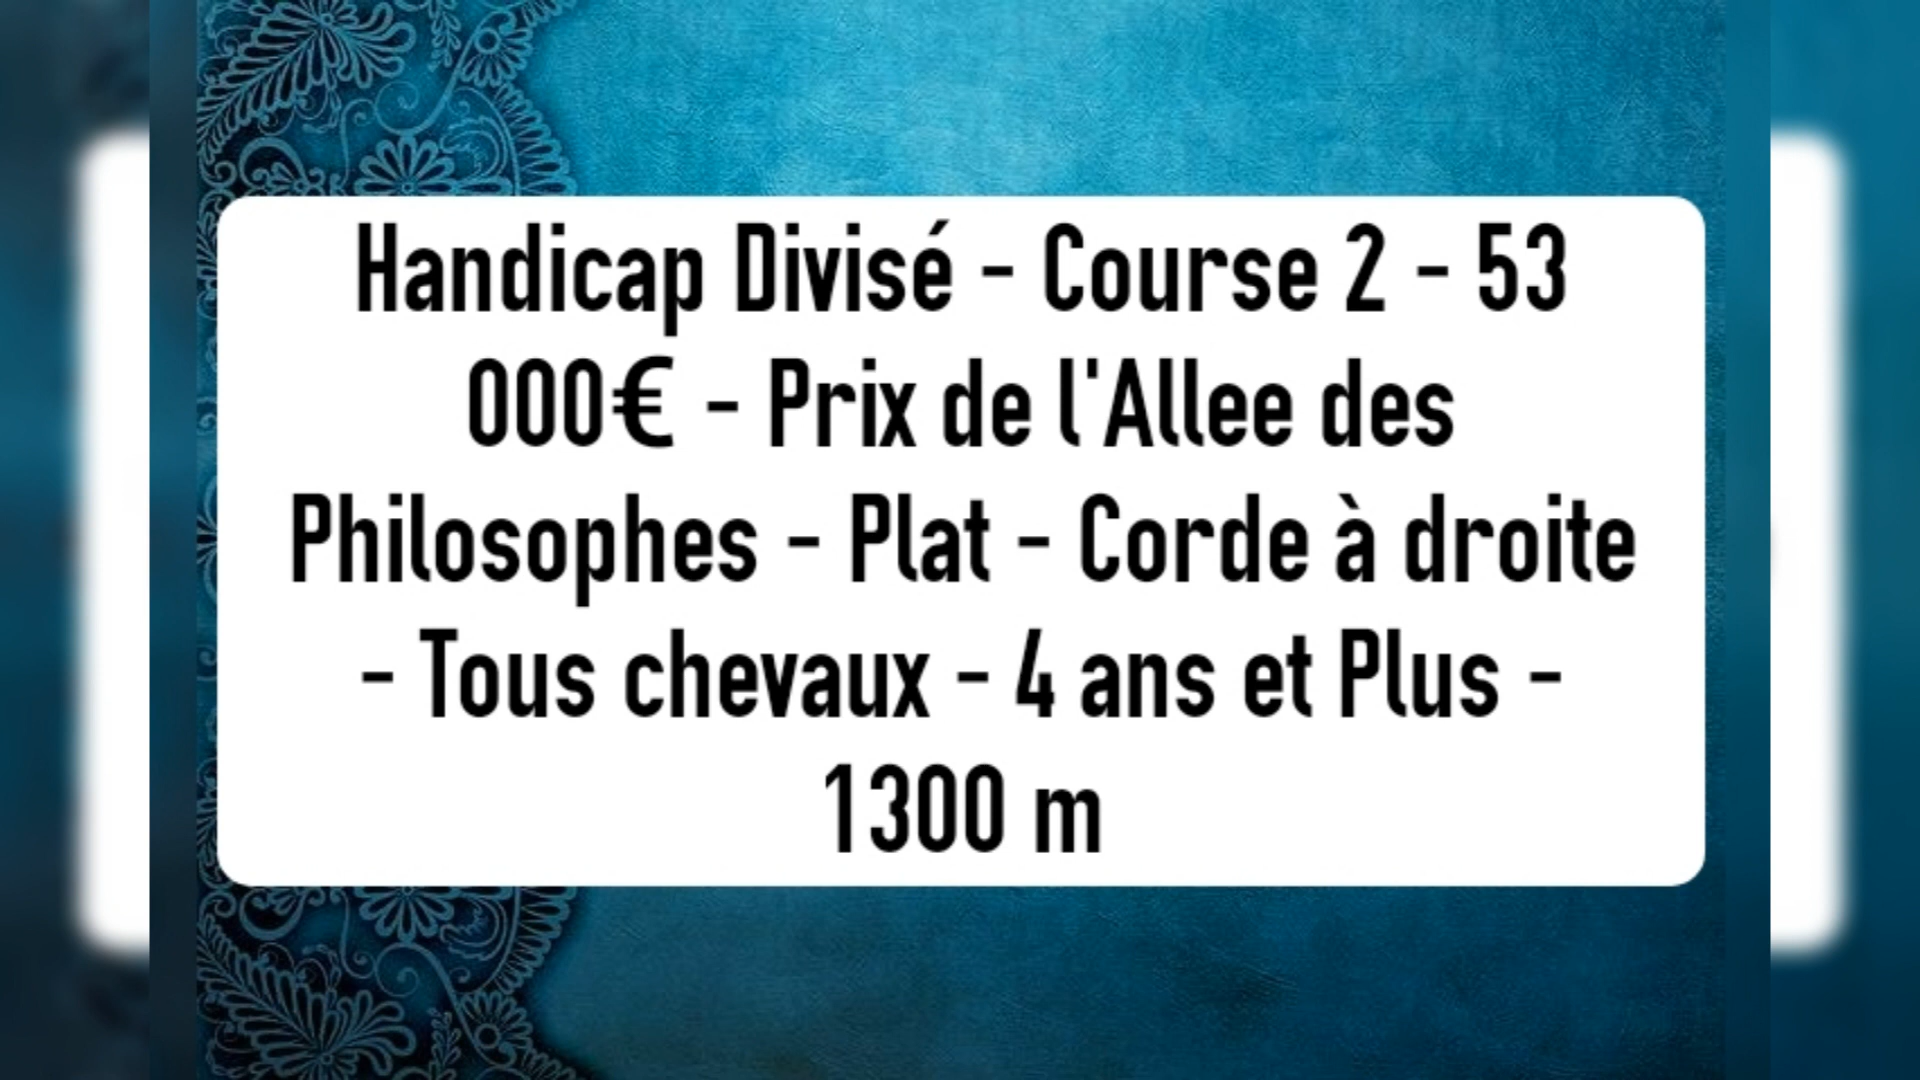 Handicap Divisé - Course 2 - 53
000€ - Prix de l'Allee des
Philosophes - Plat - Corde à droite
- Tous chevaux - 4 ans et Plus -
1300 m